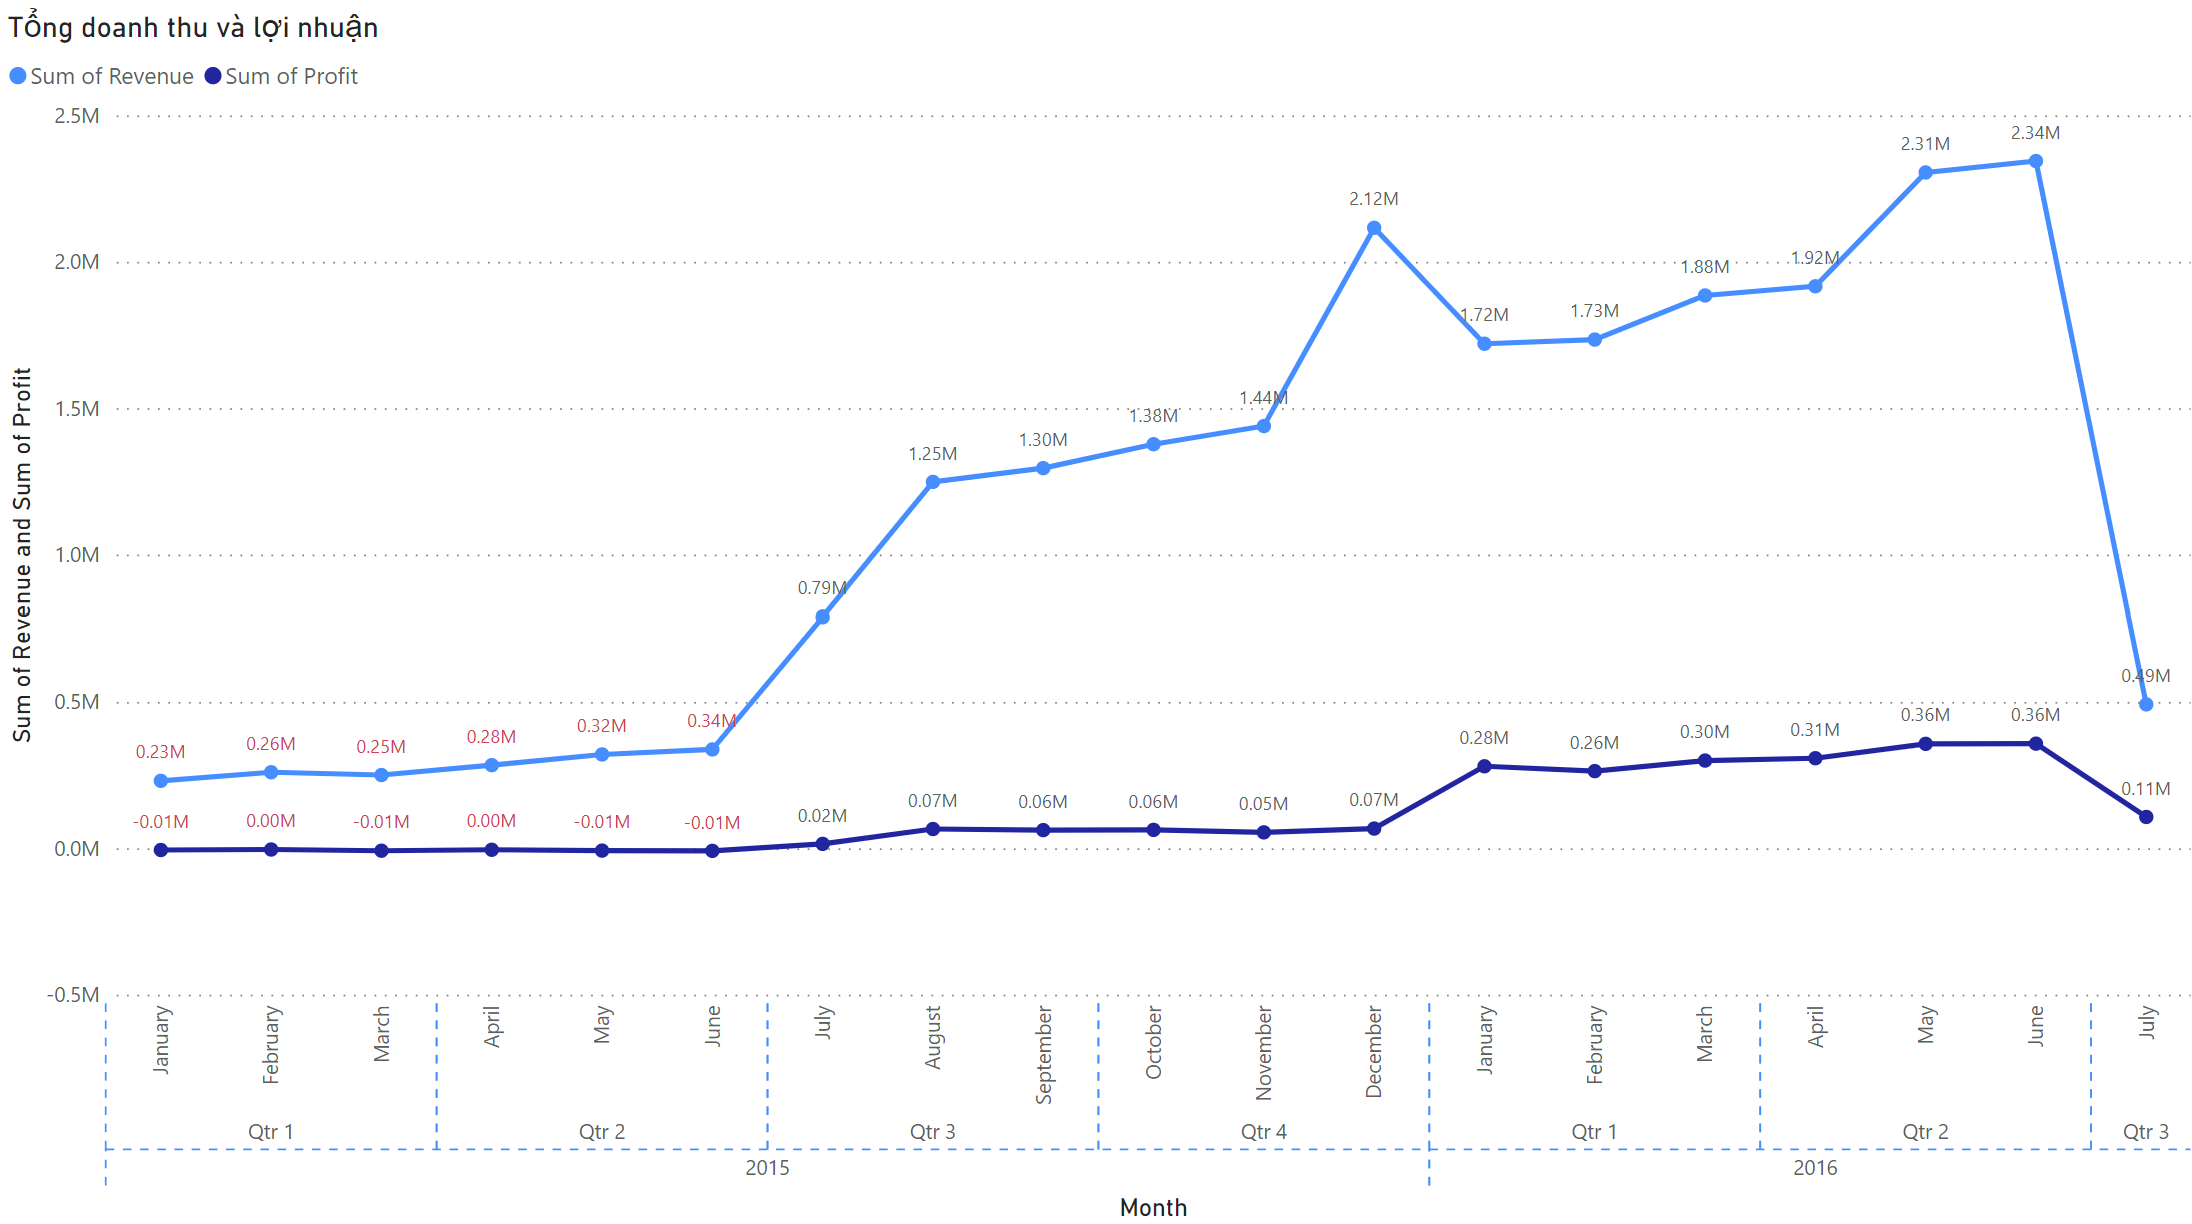 Tổng doanh thu và lợi nhuận
Sum of Revenue Sum of Profit
Sum of Revenue and Sum of Profit
2.5M
2.0M
1.5M
1.0M
0.5M
0.0M
-0.5M
0.23M 0.26M 0.25M 0.28M 0.32M 0.34M 0.79M 1.25M 1.30M 1.38M 1.44M 2.12M 1.72M 1.73M 1.88M 1.92M 2.31M 2.34M 0.49M
-0.01M 0.00M -0.01M 0.00M -0.01M -0.01M 0.02M 0.07M 0.06M 0.06M 0.05M 0.07M 0.28M 0.26M 0.30M 0.31M 0.36M 0.36M 0.11M
January February March April May June July August September October November December January February March April May June July
Qtr 1 Qtr 2 Qtr 3 Qtr 4 Qtr 1 Qtr 2 Qtr 3
2015 2016
Month